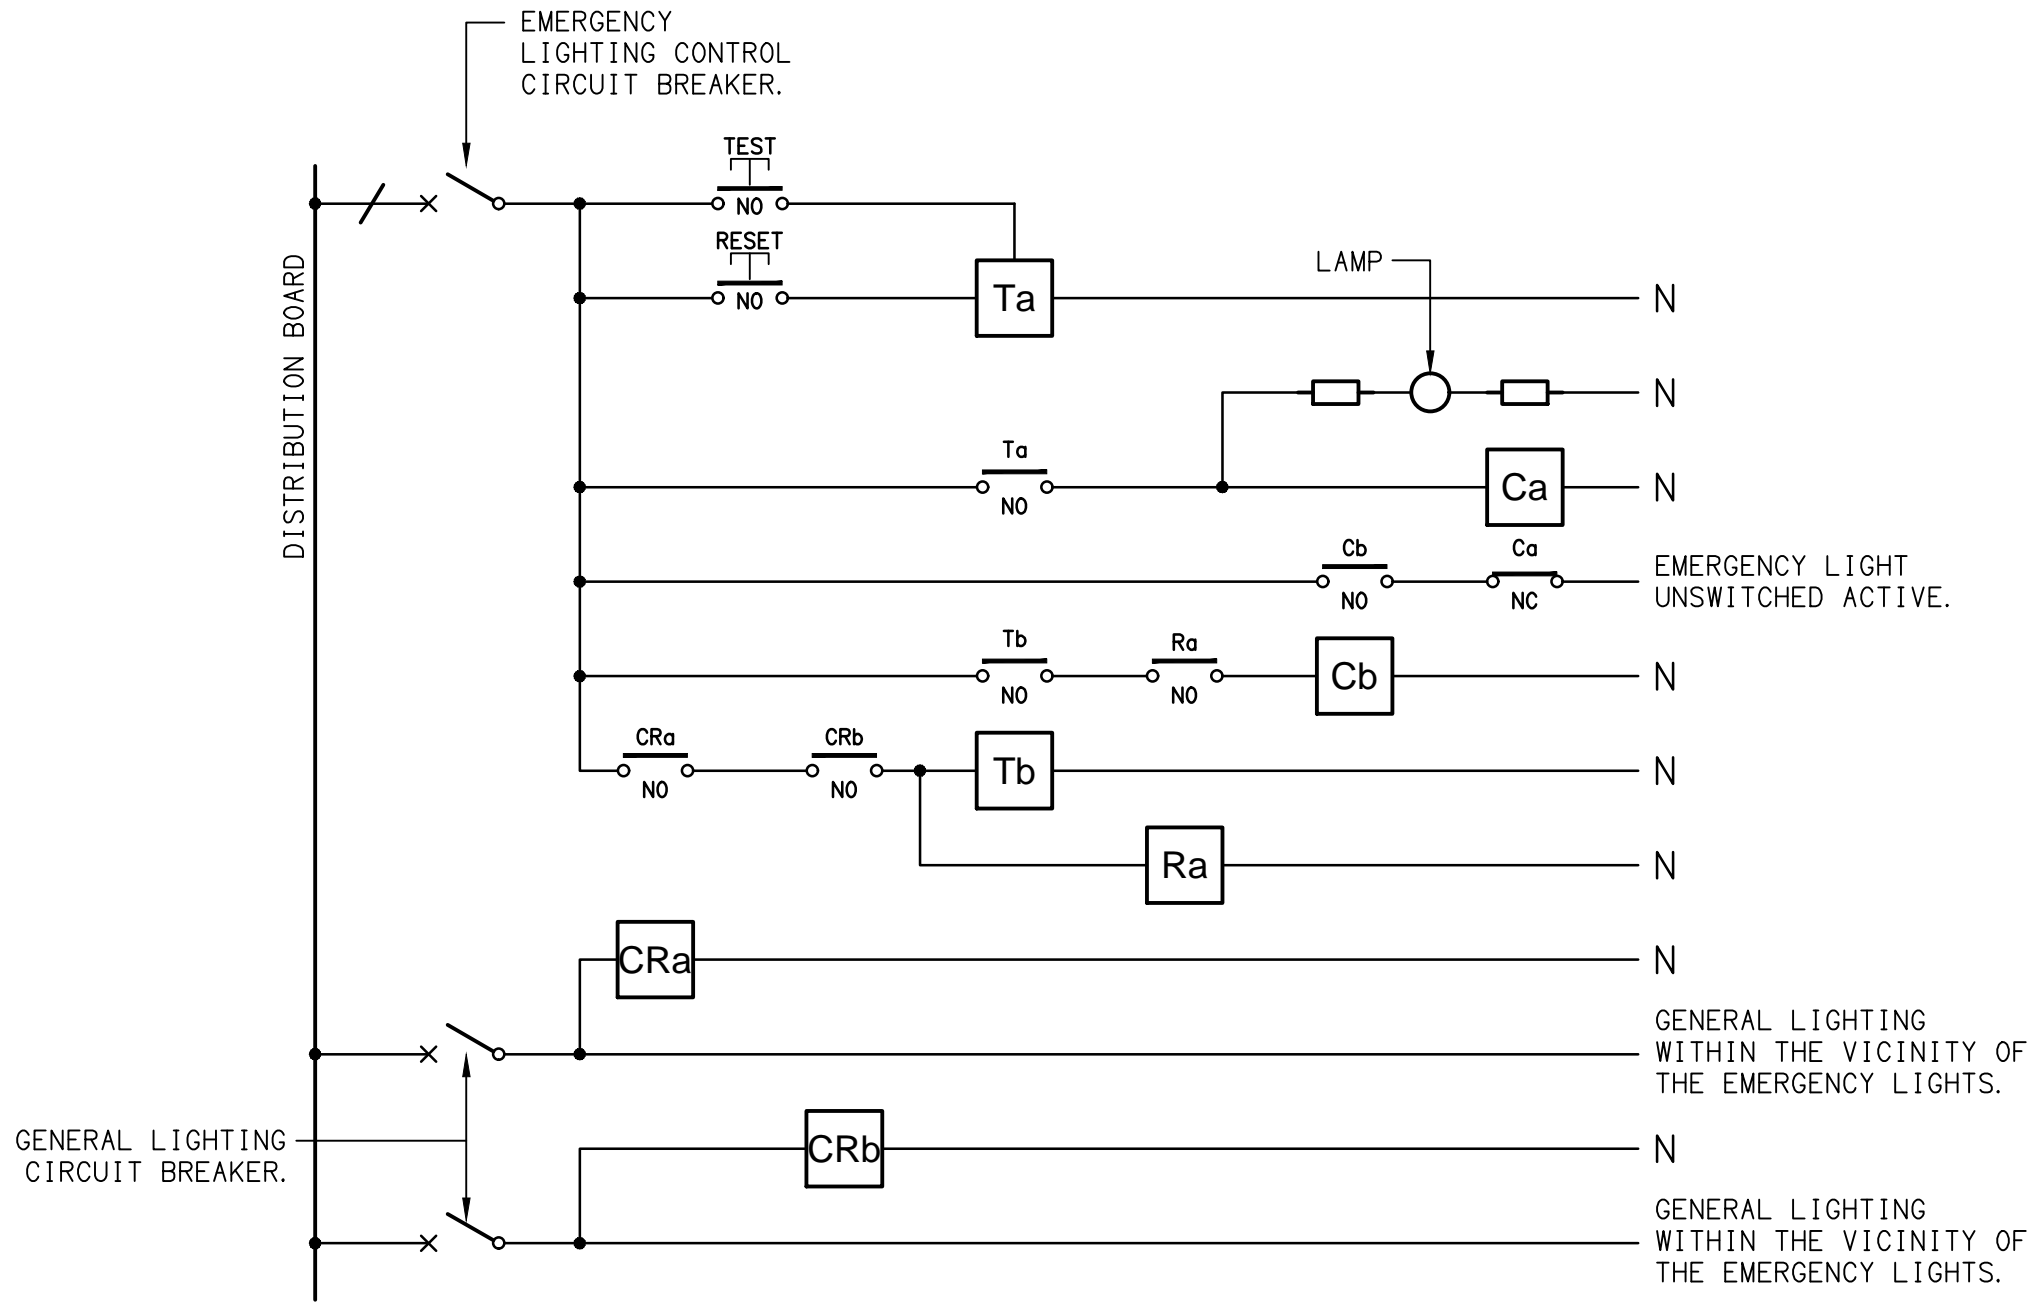 EMERGENCY
LIGHTING CONTROL
CIRCUIT BREAKER.
TEST
NO
RESET
NO
Ta
N
LAMP
N
Ta
NO
Ca
N
Cb
NO
Ca
NC
EMERGENCY LIGHT
UNSWITCHED ACTIVE.
Tb
NO
Ra
NO
Cb
N
CRa
NO
CRb
NO
Tb
N
Ra
N
CRa
N
GENERAL LIGHTING
WITHIN THE VICINITY OF
THE EMERGENCY LIGHTS.
CRb
N
GENERAL LIGHTING
WITHIN THE VICINITY OF
THE EMERGENCY LIGHTS.
DISTRIBUTION BOARD
GENERAL LIGHTING
CIRCUIT BREAKER.